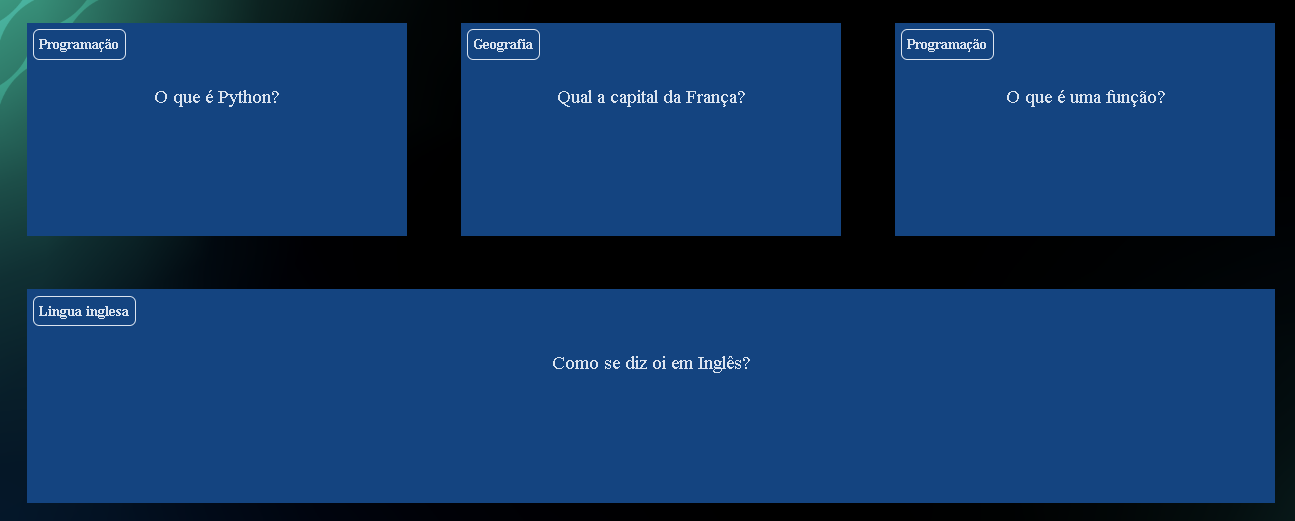 Programação
O que é Python?
Geografia
Qual a capital da França?
Programação
O que é uma função?
Lingua inglesa
Como se diz oi em Inglês?